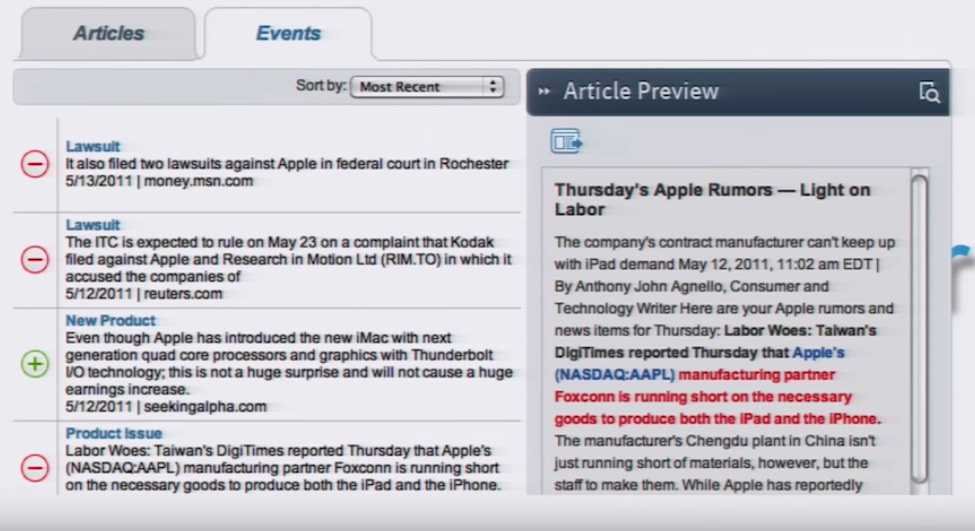 Articles
Events
Sort by: Most Recent
Lawsuit
It also filed two lawsuits against Apple in federal court in Rochester
5/13/2011 | money.msn.com
Lawsuit
The ITC is expected to rule on May 23 on a complaint that Kodak
filed against Apple and Research in Motion Ltd (RIM.TO) in which it
accused the companies of
5/12/2011 | reuters.com
New Product
Even though Apple has introduced the new iMac with next
generation quad core processors and graphics with Thunderbolt
I/O technology; this is not a huge surprise and will not cause a huge
earnings increase.
5/12/2011 | seekingalpha.com
Product Issue
Labor Woes: Taiwan's DigiTimes reported Thursday that Apple's
(NASDAQ:AAPL) manufacturing partner Foxconn is running short
on the necessary goods to produce both the iPad and the iPhone.
Article Preview
Thursday's Apple Rumors — Light on
Labor
The company's contract manufacturer can't keep up
with iPad demand May 12, 2011, 11:02 am EDT |
By Anthony John Agnello, Consumer and
Technology Writer Here are your Apple rumors and
news items for Thursday: Labor Woes: Taiwan's
DigiTimes reported Thursday that Apple's
(NASDAQ:AAPL) manufacturing partner
Foxconn is running short on the necessary
goods to produce both the iPad and the iPhone.
The manufacturer's Chengdu plant in China isn't
just running short of materials, however, but the
staff to make them. While Apple has reportedly